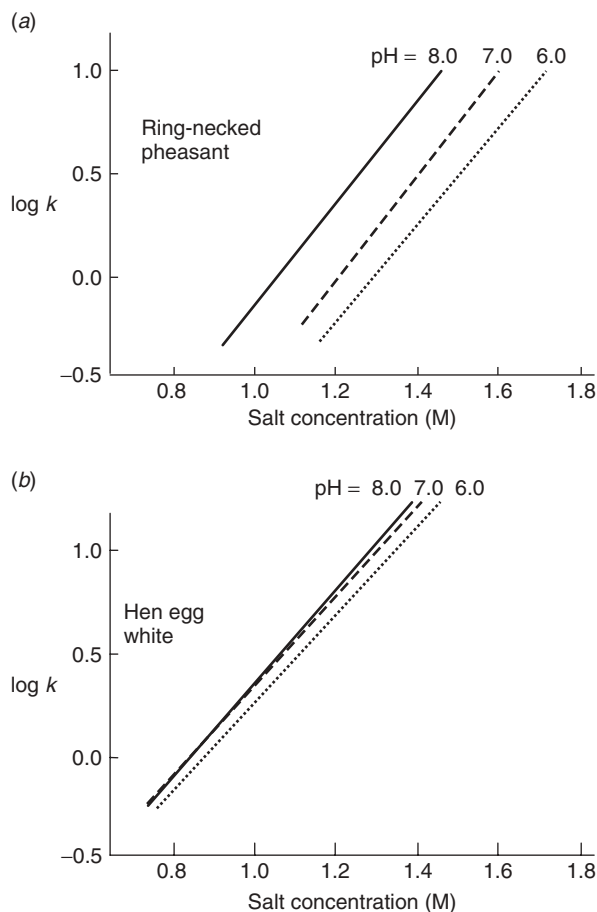 (a)
pH = 8.0 7.0 6.0
1.0
Ring-necked
pheasant
0.5
log k
0.0
–0.5
0.8 1.0 1.2 1.4 1.6 1.8
Salt concentration (M)
(b)
pH = 8.0 7.0 6.0
1.0
Hen egg
white
0.5
log k
0.0
–0.5
0.8 1.0 1.2 1.4 1.6 1.8
Salt concentration (M)